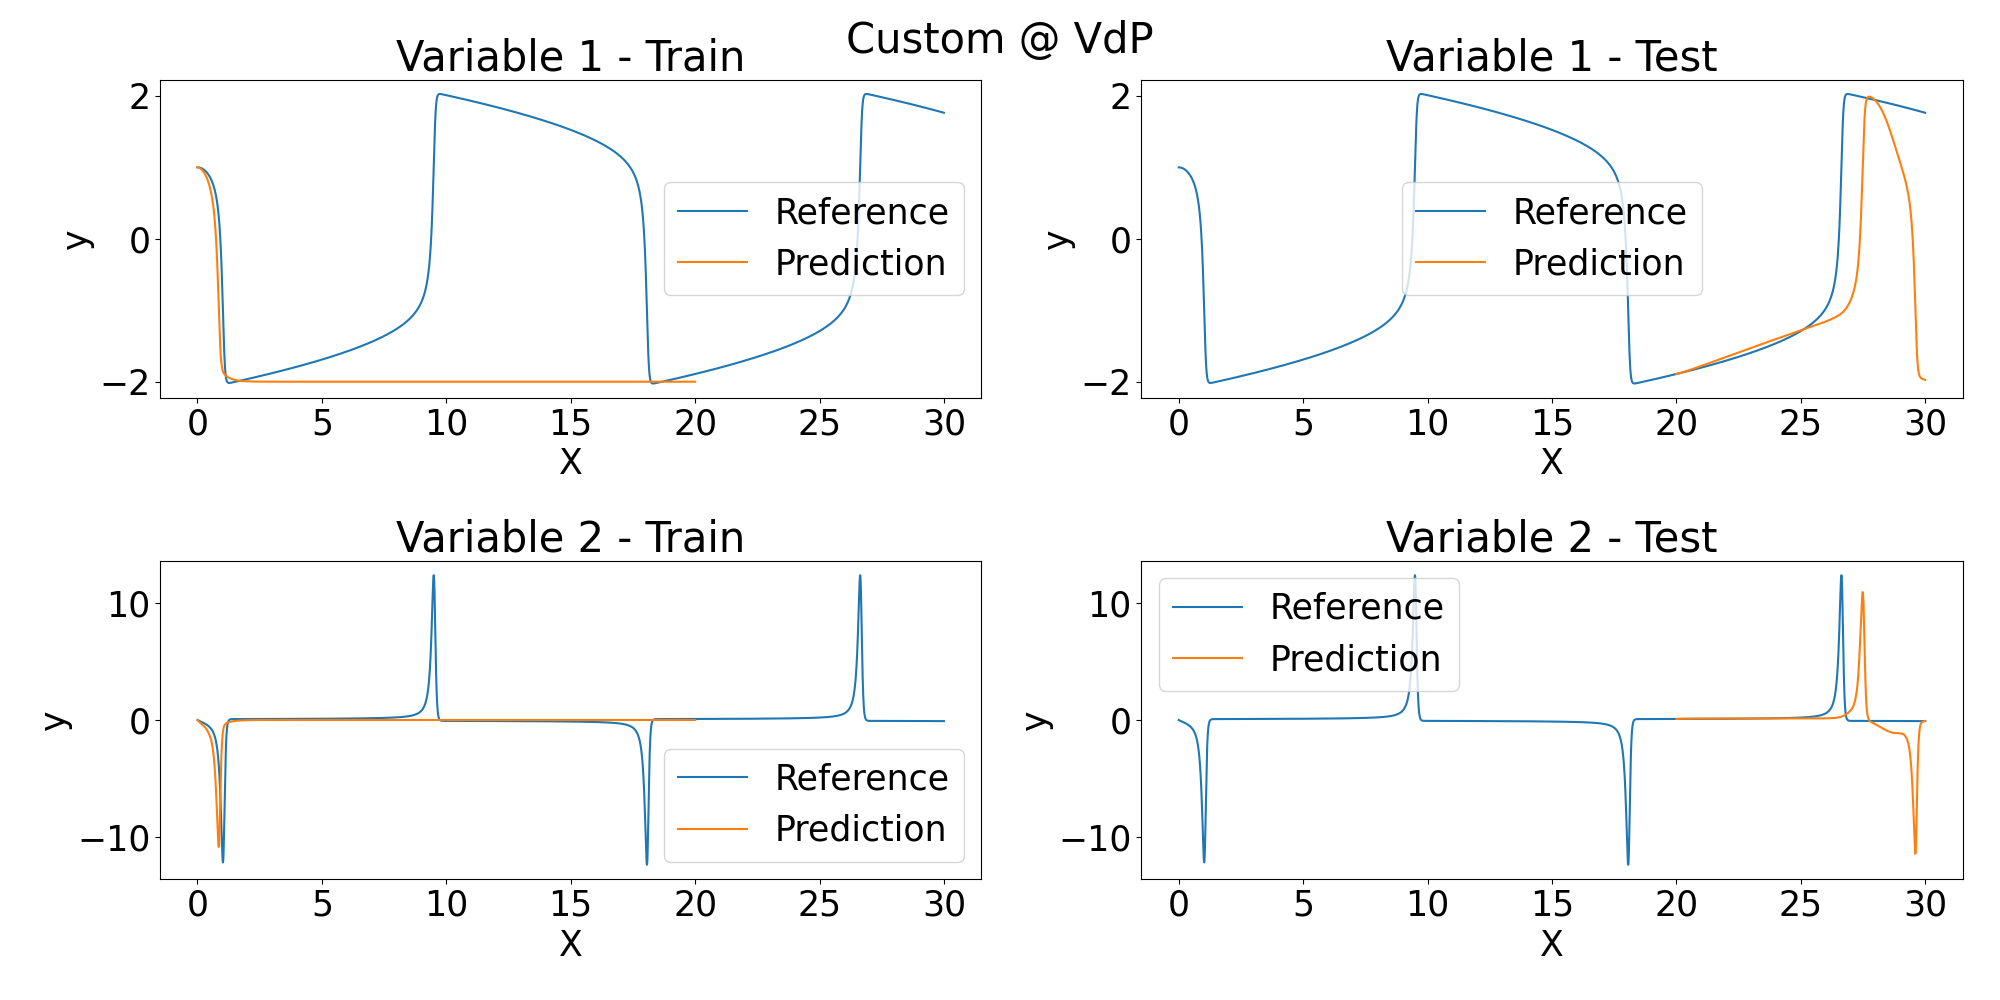 Custom @ VdP
Variable 1 - Train
2
0
−2
y
Reference
Prediction
0 5 10 15 20 25 30
X
Variable 1 - Test
2
0
−2
y
Reference
Prediction
0 5 10 15 20 25 30
X
Variable 2 - Train
10
0
−10
y
Reference
Prediction
0 5 10 15 20 25 30
X
Variable 2 - Test
10
0
−10
y
Reference
Prediction
0 5 10 15 20 25 30
X